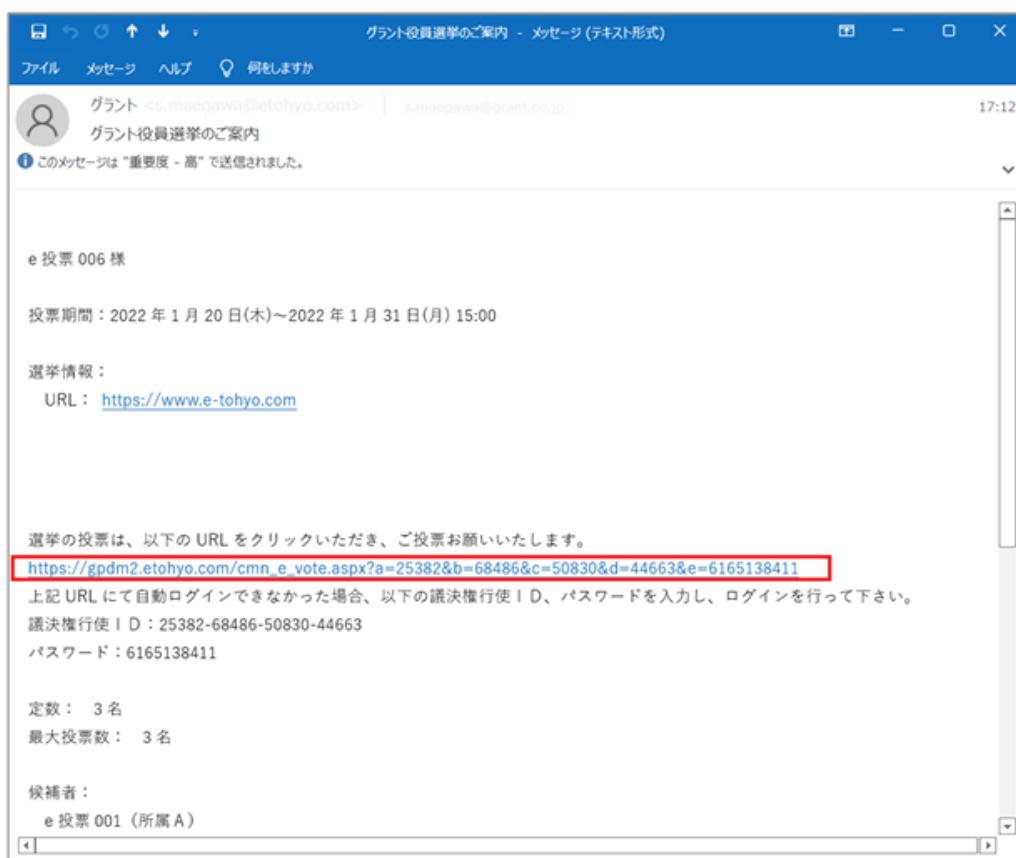 グラント役員選挙のご案内 - メッセージ (テキスト形式)
ファイル メッセージ ヘルプ 何をしますか
グラント <s.maegawa@etohyo.com> s.maegawa@grant.co.jp
17:12
グラント役員選挙のご案内
このメッセージは "重要度 - 高" で送信されました。
e 投票 006 様
投票期間：2022 年 1 月 20 日(木)～2022 年 1 月 31 日(月) 15:00
選挙情報：
URL： https://www.e-tohyo.com
選挙の投票は、以下の URL をクリックいただき、ご投票お願いいたします。
https://gpdm2.etohyo.com/cmn_e_vote.aspx?a=25382&b=68486&c=50830&d=44663&e=6165138411
上記 URL にて自動ログインできなかった場合、以下の議決権行使ＩＤ、パスワードを入力し、ログインを行って下さい。
議決権行使ＩＤ：25382-68486-50830-44663
パスワード：6165138411
定数： 3 名
最大投票数： 3 名
候補者：
e 投票 001（所属 A）